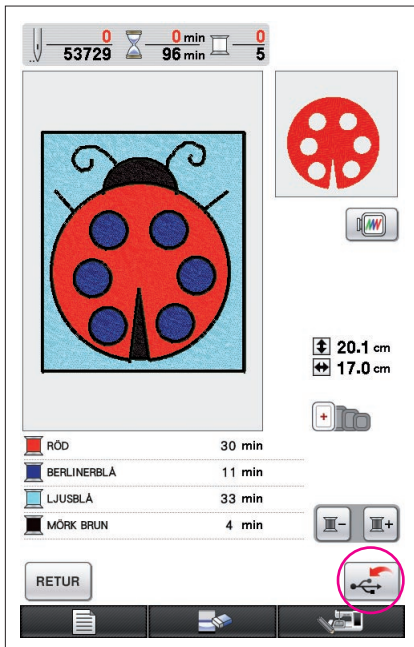 0 0 min 0
53729 96 min 5
20.1 cm
17.0 cm
RÖD 30 min
BERLINERBLÅ 11 min
LJUSBLÅ 33 min
MÖRK BRUN 4 min
RETUR